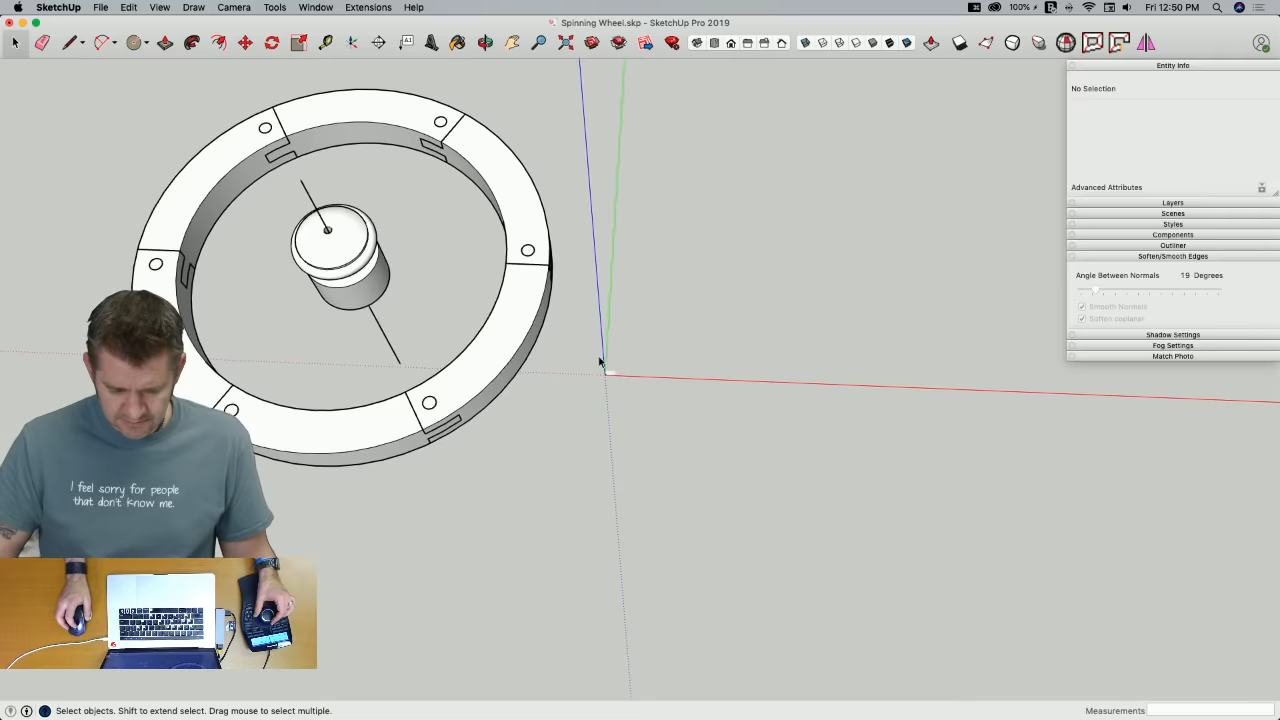 SketchUp File Edit View Draw Camera Tools Window Extensions Help 100% Fri 12:50 PM
Spinning Wheel.skp - SketchUp Pro 2019
Entity Info
No Selection
Advanced Attributes
Layers
Scenes
Styles
Components
Outliner
Soften/Smooth Edges
Angle Between Normals 19 Degrees
Smooth Normals
Soften coplanar
Shadow Settings
Fog Settings
Match Photo
I feel sorry for people
that don't know me.
Select objects. Shift to extend select. Drag mouse to select multiple.
Measurements